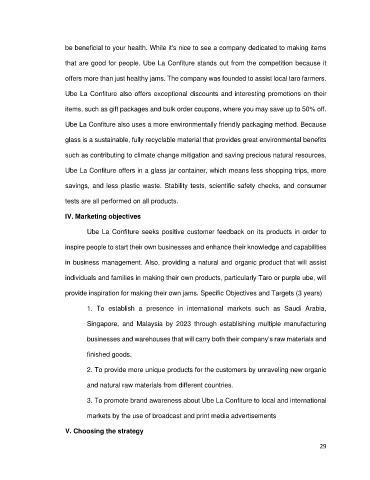 be beneficial to your health. While it's nice to see a company dedicated to making items
that are good for people, Ube La Confiture stands out from the competition because it
offers more than just healthy jams. The company was founded to assist local taro farmers.
Ube La Confiture also offers exceptional discounts and interesting promotions on their
items, such as gift packages and bulk order coupons, where you may save up to 50% off.
Ube La Confiture also uses a more environmentally friendly packaging method. Because
glass is a sustainable, fully recyclable material that provides great environmental benefits
such as contributing to climate change mitigation and saving precious natural resources,
Ube La Confiture offers in a glass jar container, which means less shopping trips, more
savings, and less plastic waste. Stability tests, scientific safety checks, and consumer
tests are all performed on all products.
IV. Marketing objectives
Ube La Confiture seeks positive customer feedback on its products in order to
inspire people to start their own businesses and enhance their knowledge and capabilities
in business management. Also, providing a natural and organic product that will assist
individuals and families in making their own products, particularly Taro or purple ube, will
provide inspiration for making their own jams. Specific Objectives and Targets (3 years)
1. To establish a presence in international markets such as Saudi Arabia,
Singapore, and Malaysia by 2023 through establishing multiple manufacturing
businesses and warehouses that will carry both their company's raw materials and
finished goods.
2. To provide more unique products for the customers by unraveling new organic
and natural raw materials from different countries.
3. To promote brand awareness about Ube La Confiture to local and international
markets by the use of broadcast and print media advertisements
V. Choosing the strategy
29